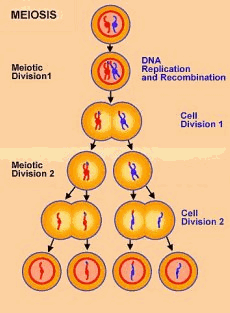 MEIOSIS
Meiotic
Division1
DNA
Replication
and Recombination
Cell
Division 1
Meiotic
Division 2
Cell
Division 2